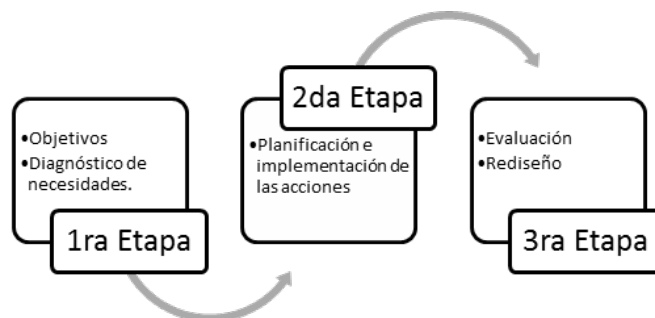 •Objetivos
•Diagnóstico de
necesidades.
1ra Etapa
2da Etapa
•Planificación e
implementación de
las acciones
•Evaluación
•Rediseño
3ra Etapa